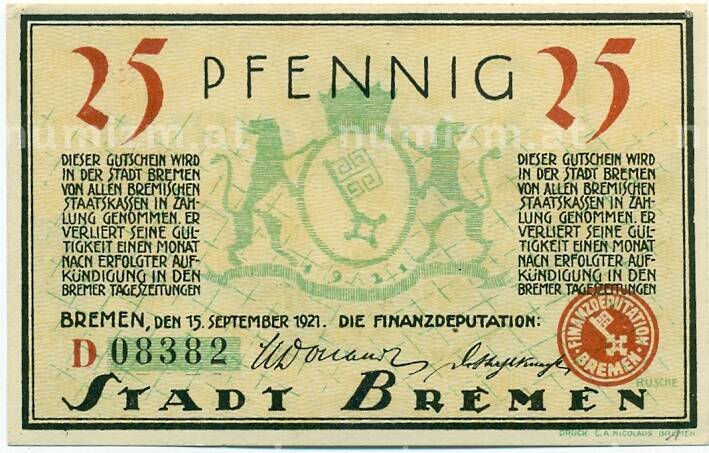 25 PFENNIG 25
numizm.at numizm.at
DIESER GUTSCHEIN WIRD
IN DER STADT BREMEN
VON ALLEN BREMISCHEN
STAATSKASSEN IN ZAH-
LUNG GENOMMEN. ER
VERLIERT SEINE GÜL-
TIGKEIT EINEN MONAT
NACH ERFOLGTER AUF-
KÜNDIGUNG IN DEN
BREMER TAGESZEITUNGEN
1921
DIESER GUTSCHEIN WIRD
IN DER STADT BREMEN
VON ALLEN BREMISCHEN
STAATSKASSEN IN ZAH-
LUNG GENOMMEN. ER
VERLIERT SEINE GÜL-
TIGKEIT EINEN MONAT
NACH ERFOLGTER AUF-
KÜNDIGUNG IN DEN
BREMER TAGESZEITUNGEN
BREMEN, DEN 15. SEPTEMBER 1921. DIE FINANZDEPUTATION:
D 08382
FINANZDEPUTATION
BREMEN
RUSCHE
STADT BREMEN
DRUCK C.A. NICOLAUS BREMEN